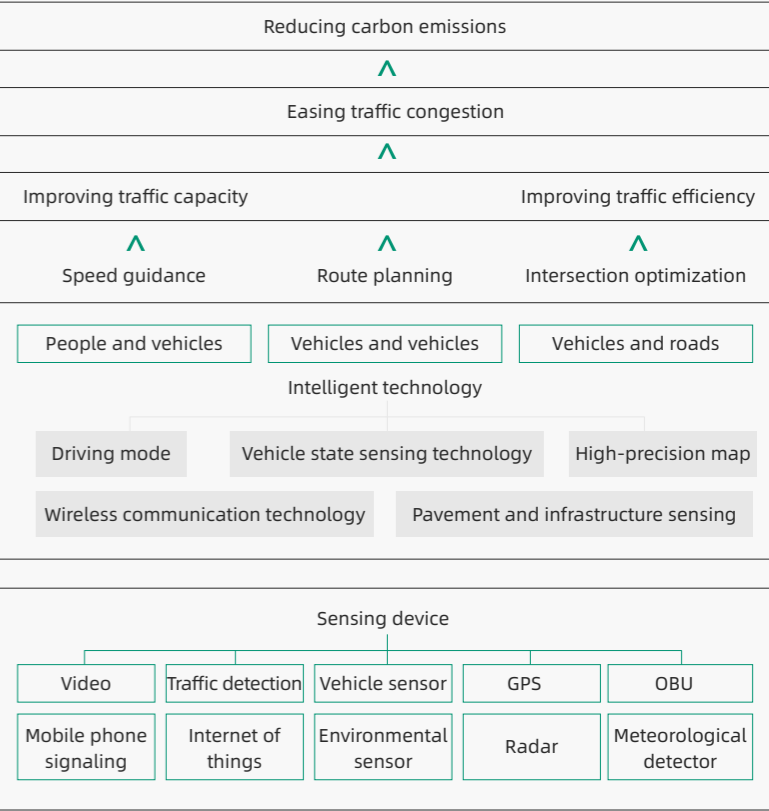 Reducing carbon emissions
Easing traffic congestion
Improving traffic capacity
Improving traffic efficiency
Speed guidance
Route planning
Intersection optimization
People and vehicles
Vehicles and vehicles
Vehicles and roads
Intelligent technology
Driving mode
Vehicle state sensing technology
High-precision map
Wireless communication technology
Pavement and infrastructure sensing
Sensing device
Video
Traffic detection
Vehicle sensor
GPS
OBU
Mobile phone
signaling
Internet of
things
Environmental
sensor
Radar
Meteorological
detector